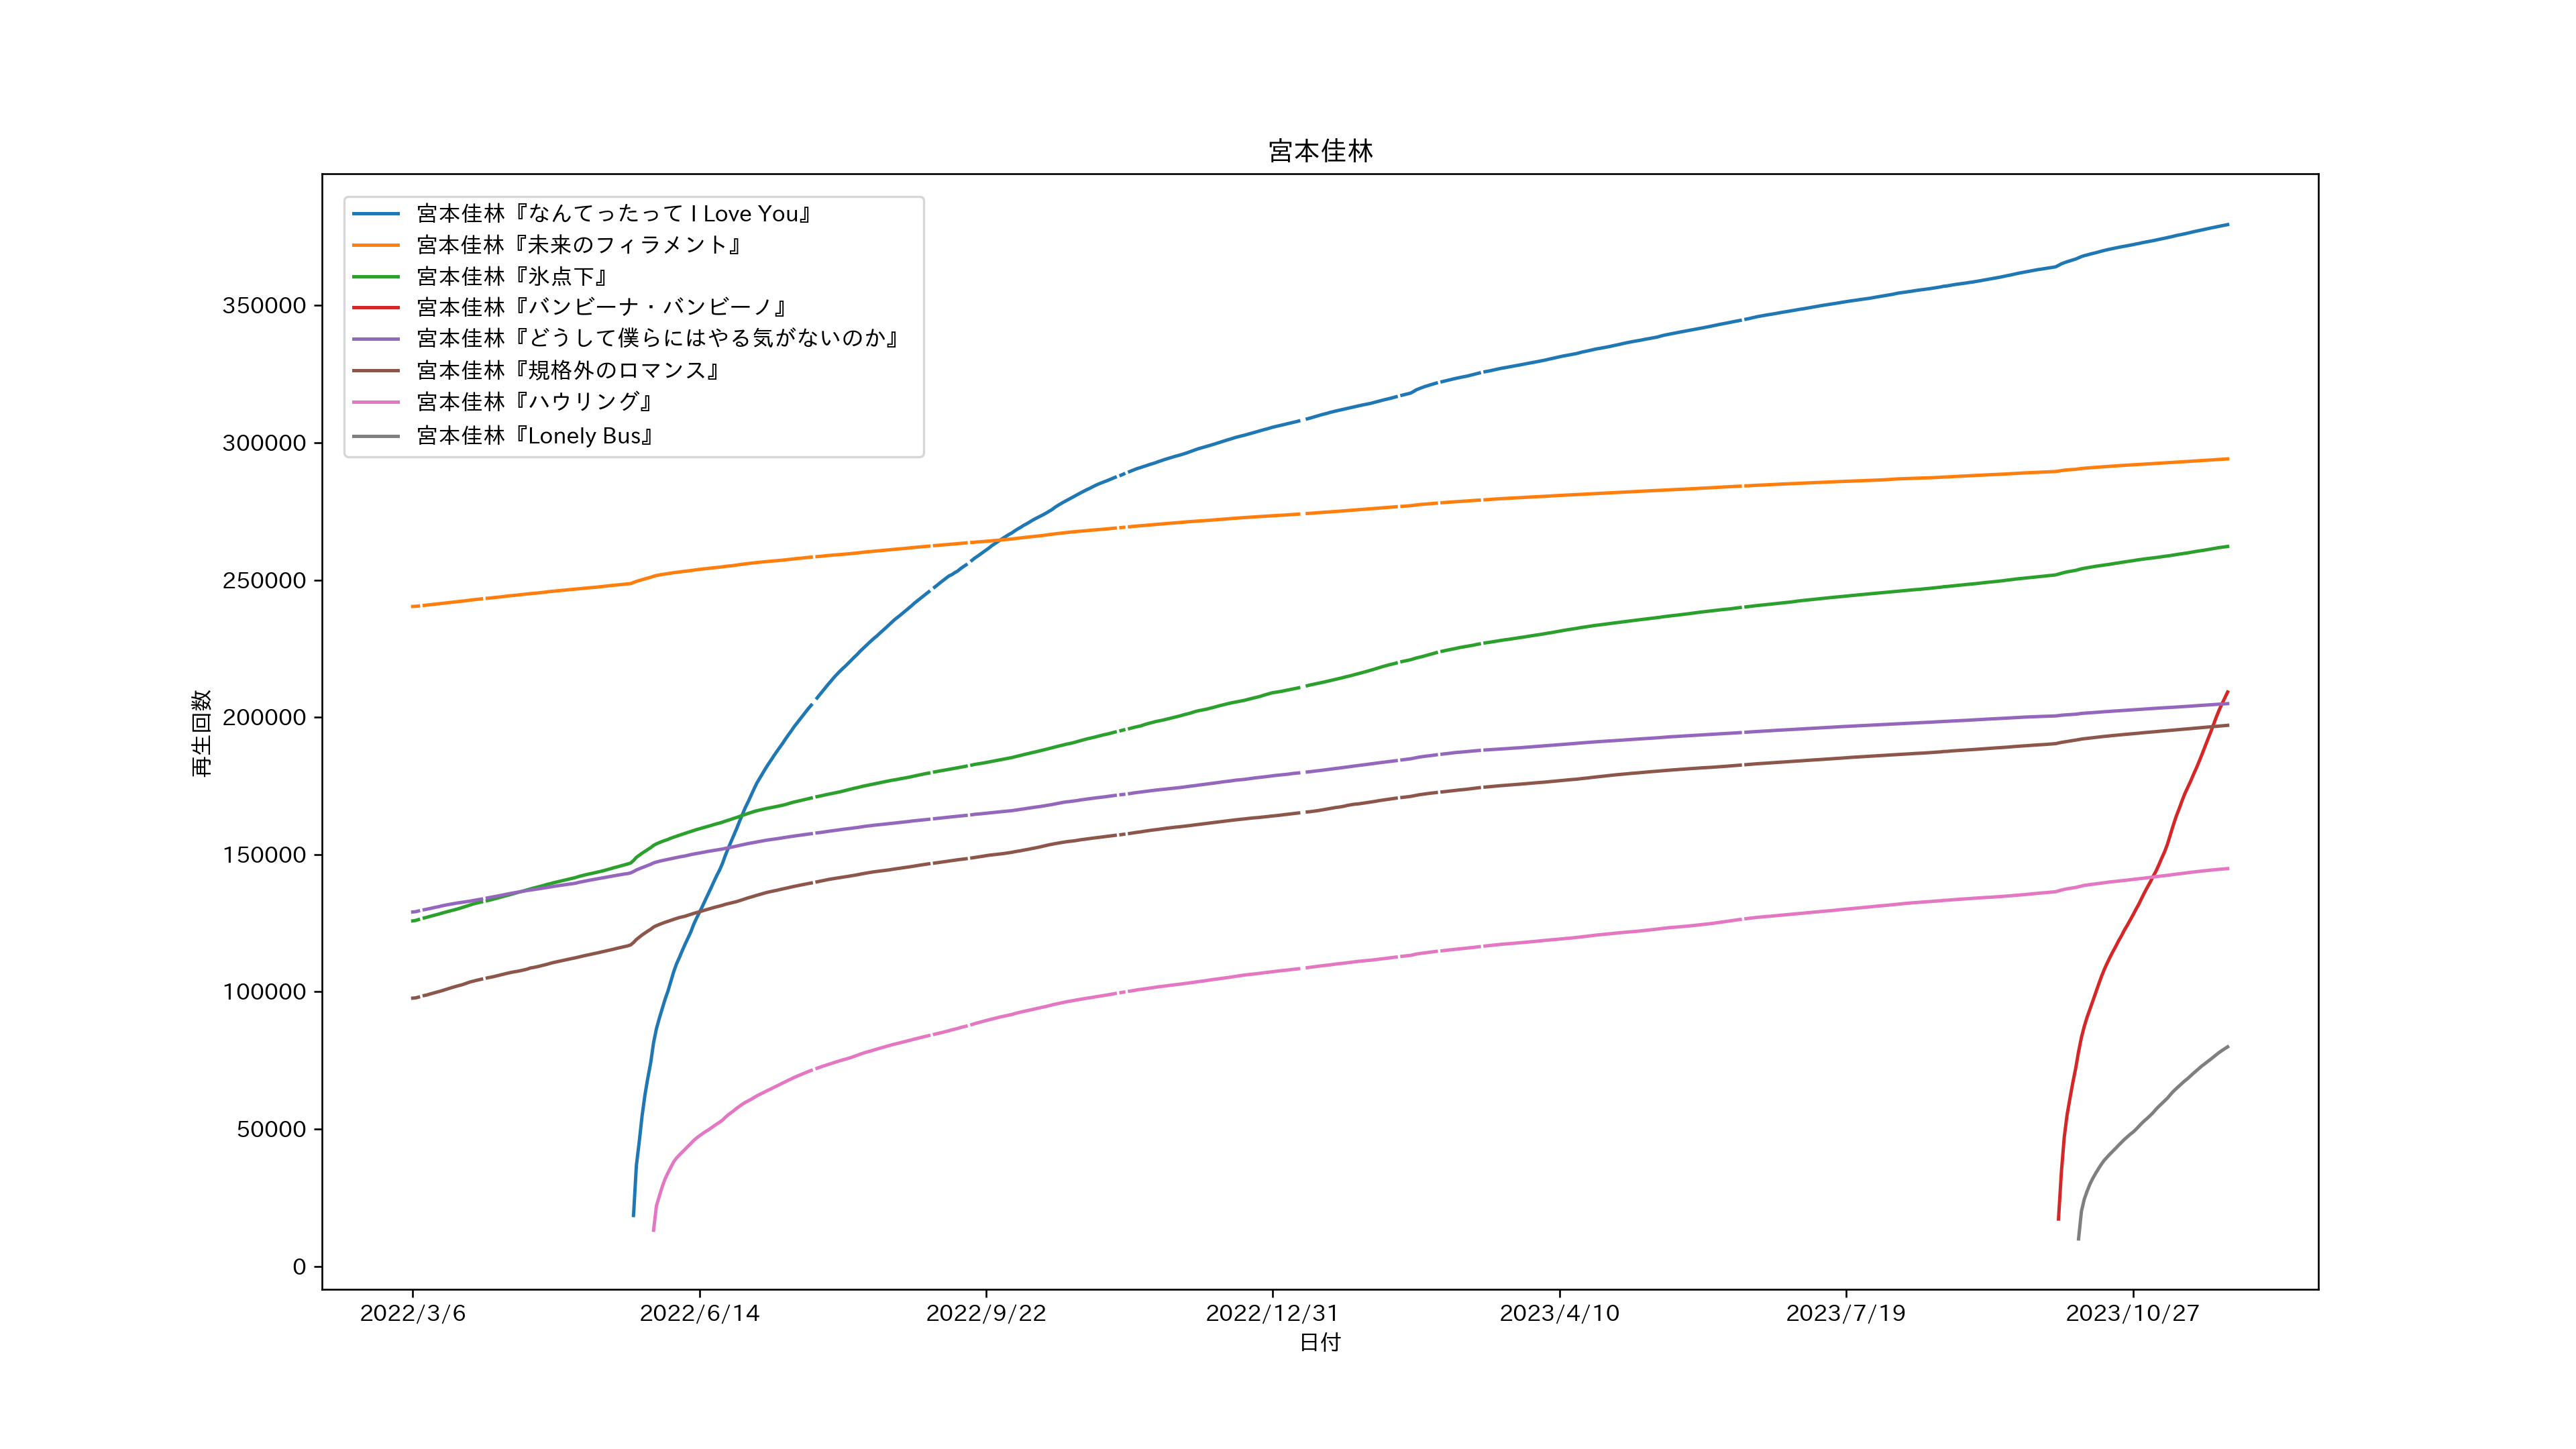 宮本佳林
宮本佳林『なんてったって I Love You』
宮本佳林『未来のフィラメント』
宮本佳林『氷点下』
宮本佳林『バンビーナ・バンビーノ』
宮本佳林『どうして僕らにはやる気がないのか』
宮本佳林『規格外のロマンス』
宮本佳林『ハウリング』
宮本佳林『Lonely Bus』
再生回数
350000
300000
250000
200000
150000
100000
50000
0
2022/3/6 2022/6/14 2022/9/22 2022/12/31 2023/4/10 2023/7/19 2023/10/27
日付